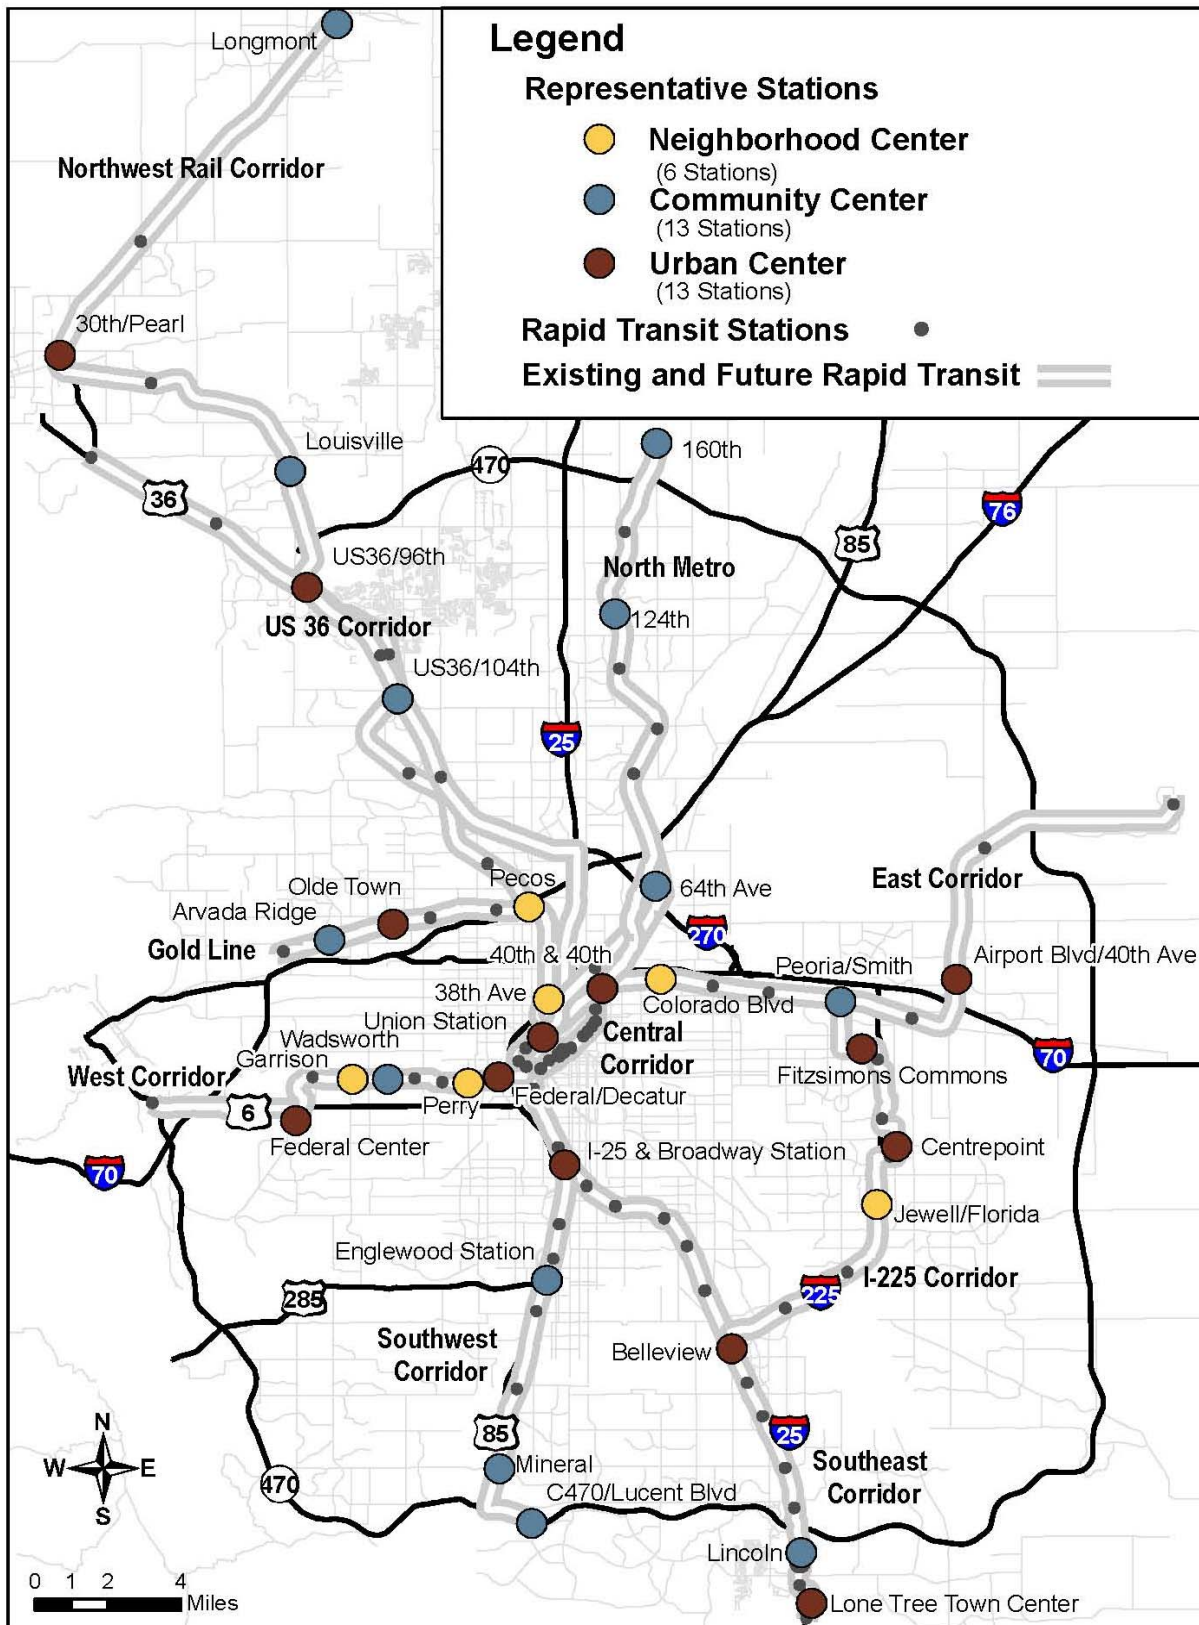 Legend
Representative Stations
Neighborhood Center
(6 Stations)
Community Center
(13 Stations)
Urban Center
(13 Stations)
Rapid Transit Stations
Existing and Future Rapid Transit
Longmont
Northwest Rail Corridor
30th/Pearl
Louisville
470
160th
36
76
85
US36/96th
North Metro
US 36 Corridor
124th
US36/104th
25
Pecos
64th Ave
East Corridor
Olde Town
Arvada Ridge
Gold Line
270
40th & 40th
Peoria/Smith
Airport Blvd/40th Ave
38th Ave
Colorado Blvd
Union Station
Central
Corridor
Wadsworth
Garrison
70
West Corridor
Fitzsimons Commons
6
Perry
Federal/Decatur
Federal Center
I-25 & Broadway Station
Centrepoint
70
Jewell/Florida
Englewood Station
I-225 Corridor
285
225
Southwest
Corridor
Belleview
85
25
N
W
E
S
Mineral
Southeast
Corridor
470
C470/Lucent Blvd
Lincoln
0 1 2 4
Miles
Lone Tree Town Center